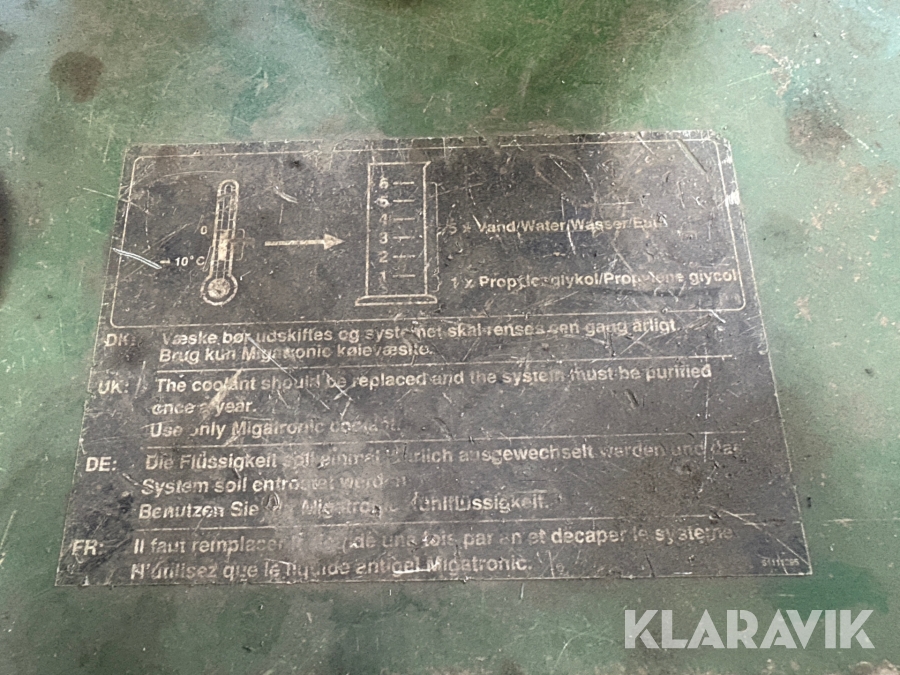 6
5
4
3
2
1
0
− 10°C
5 x Vand/Water/Wasser/Eau
1 x Propylenglykol/Propylene glycol
DK: Væske bør udskiftes og systemet skal renses een gang årligt.
Brug kun Migatronic kølevæske.
UK: The coolant should be replaced and the system must be purified
once a year.
Use only Migatronic coolant.
DE: Die Flüssigkeit soll einmal jährlich ausgewechselt werden und das
System soll entrostet werden
Benutzen Sie Migatronic Kühlflüssigkeit.
FR: Il faut remplacer le liquide une fois par an et decaper le systeme
N'utilisez que le liquide antigel Migatronic.
KLARAVIK